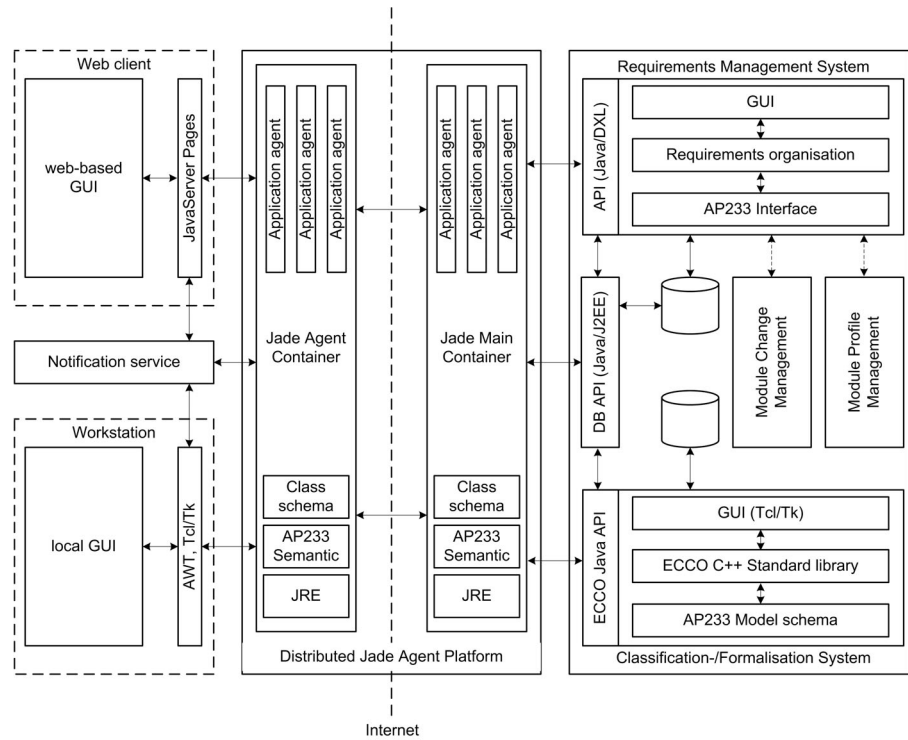 Web client
web-based
GUI
JavaServer Pages
Notification service
Workstation
local GUI
AWT, Tcl/Tk
Application agent
Application agent
Application agent
Jade Agent
Container
Class
schema
AP233
Semantic
JRE
Application agent
Application agent
Application agent
Jade Main
Container
Class
schema
AP233
Semantic
JRE
Distributed Jade Agent Platform
Internet
Requirements Management System
API (Java/DXL)
GUI
Requirements organisation
AP233 Interface
DB API (Java/J2EE)
Module Change
Management
Module Profile
Management
ECCO Java API
GUI (Tcl/Tk)
ECCO C++ Standard library
AP233 Model schema
Classification-/Formalisation System